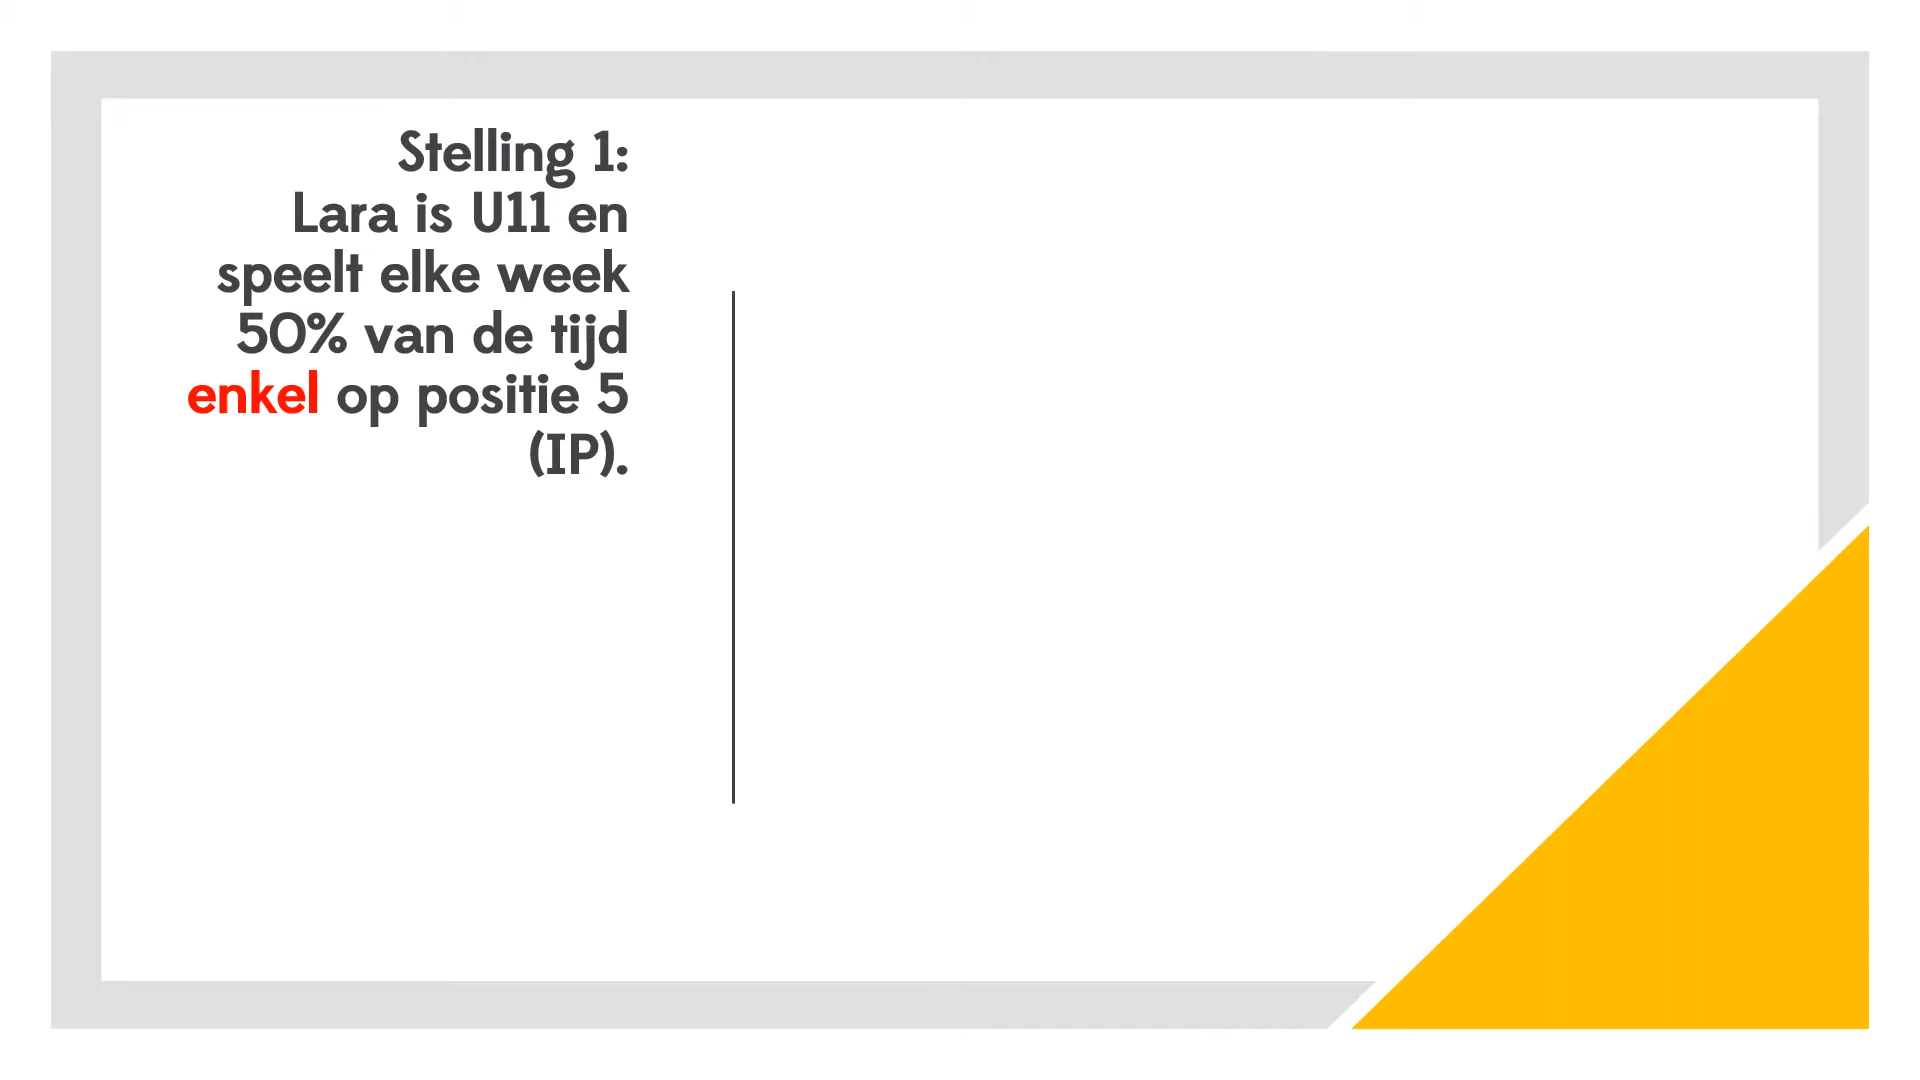 Stelling 1:
Lara is U11 en
speelt elke week
50% van de tijd
enkel op positie 5
(IP).